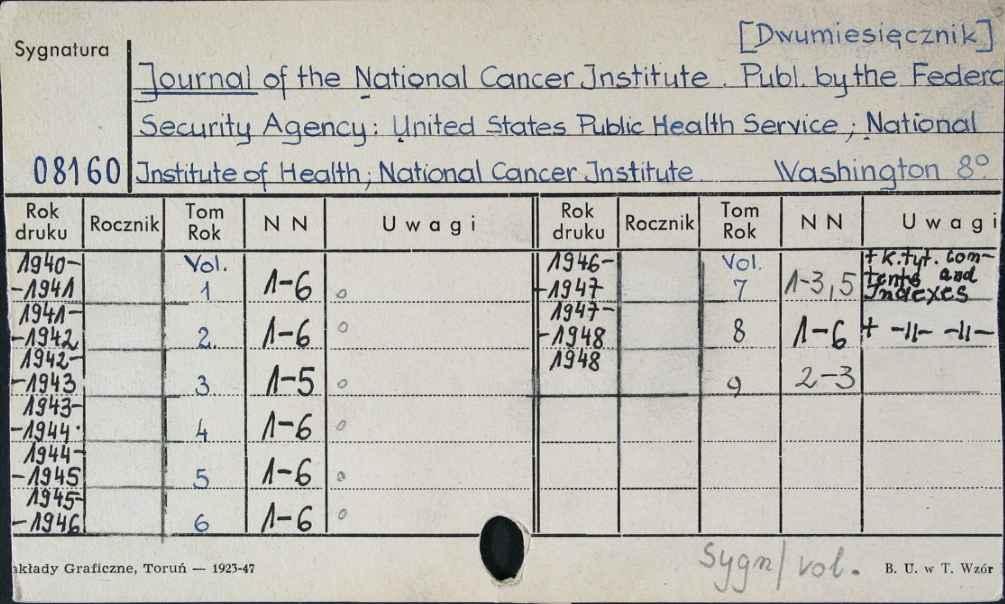 [Dwumiesięcznik]
Sygnatura
Journal of the National Cancer Institute. Publ. by the Federa
Security Agency: United States Public Health Service; National
08160 Institute of Health; National Cancer Institute Washington 8°
Rok druku Rocznik Tom Rok N N Uwagi Rok druku Rocznik Tom Rok N N Uwagi
1940-1941 Vol. 1 1-6 1946-1947 Vol. 7 1-3,5 + k.tyt. Contents and Indexes
1941-1942 2. 1-6 1947-1948 8 1-6 + -||- -||-
1942-1943 3. 1-5 1948 9 2-3
1943-1944 4 1-6
1944-1945 5 1-6
1945-1946 6 1-6
akłady Graficzne, Toruń — 1923-47 Sygn/vol. B. U. w T. Wzór